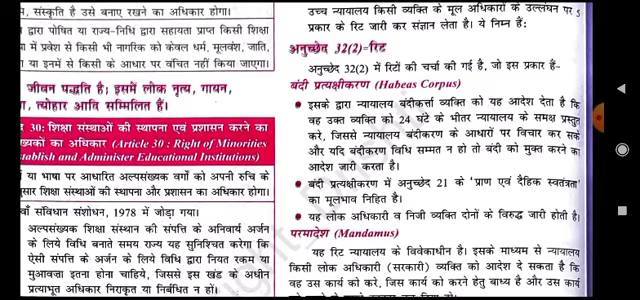 , संस्कृति है उसे बनाए रखने का अधिकार होगा।
द्वारा पोषित या राज्य-निधि द्वारा सहायता प्राप्त किसी शिक्षा
में प्रवेश से किसी भी नागरिक को केवल धर्म, मूलवंश, जाति,
या इनमें से किसी के आधार पर वंचित नहीं किया जाएगा।
जीवन पद्धति है; इसमें लोक नृत्य, गायन,
, त्योहार आदि सम्मिलित हैं।
30: शिक्षा संस्थाओं की स्थापना एवं प्रशासन करने का
ख्यकों का अधिकार (Article 30 : Right of Minorities
stablish and Administer Educational Institutions)
या भाषा पर आधारित अल्पसंख्यक वर्गों को अपनी रुचि के
नुसार शिक्षा संस्थाओं की स्थापना और प्रशासन का अधिकार होगा।
वाँ संविधान संशोधन, 1978 में जोड़ा गया।
अल्पसंख्यक शिक्षा संस्थान की संपत्ति के अनिवार्य अर्जन
के लिये विधि बनाते समय राज्य यह सुनिश्चित करेगा कि
ऐसी संपत्ति के अर्जन के लिये विधि द्वारा नियत रकम या
मुआवज़ा इतना होना चाहिये, जिससे इस खंड के अधीन
प्रत्याभूत अधिकार निराकृत या निर्बंधित न हो।
उच्च न्यायालय किसी व्यक्ति के मूल अधिकारों के उल्लंघन पर 5
प्रकार के रिट जारी कर संज्ञान लेता है। ये निम्न हैं:
अनुच्छेद 32(2)=रिट
अनुच्छेद 32(2) में रिटों की चर्चा की गई है, जो इस प्रकार हैं-
बंदी प्रत्यक्षीकरण (Habeas Corpus)
• इसके द्वारा न्यायालय बंदीकर्त्ता व्यक्ति को यह आदेश देता है कि
वह उक्त व्यक्ति को 24 घंटे के भीतर न्यायालय के समक्ष प्रस्तुत
करे, जिससे न्यायालय बंदीकरण के आधारों पर विचार कर सके
और यदि बंदीकरण विधि सम्मत न हो तो बंदी को मुक्त करने का
आदेश जारी करता है।
• बंदी प्रत्यक्षीकरण में अनुच्छेद 21 के 'प्राण एवं दैहिक स्वतंत्रता'
का मूलभाव निहित है।
• यह लोक अधिकारी व निजी व्यक्ति दोनों के विरुद्ध जारी होती है।
परमादेश (Mandamus)
यह रिट न्यायालय के विवेकाधीन है। इसके माध्यम से न्यायालय
किसी लोक अधिकारी (सरकारी) व्यक्ति को आदेश दे सकता है कि
वह उस कार्य को करे, जिस कार्य को करने हेतु बाध्य है और उस कार्य